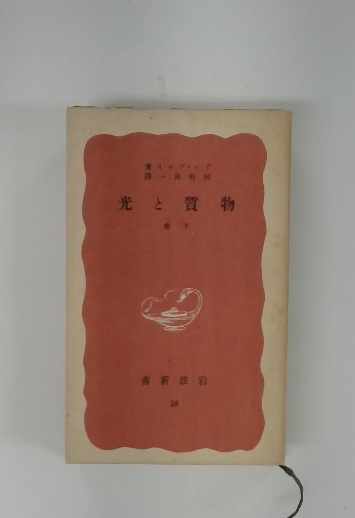 ド・ブロイ 著
河野與一 譯
物質と光
下巻
岩波新書